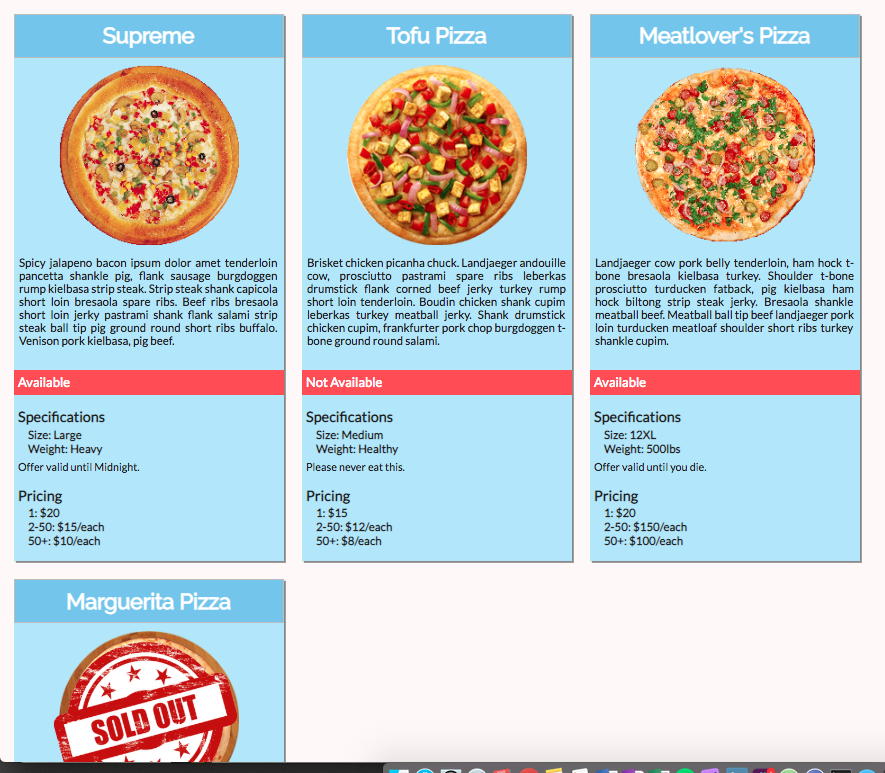 Supreme
Spicy jalapeno bacon ipsum dolor amet tenderloin
pancetta shankle pig, flank sausage burgdoggen
rump kielbasa strip steak. Strip steak shank capicola
short loin bresaola spare ribs. Beef ribs bresaola
short loin jerky pastrami shank flank salami strip
steak ball tip pig ground round short ribs buffalo.
Venison pork kielbasa, pig beef.
Available
Specifications
Size: Large
Weight: Heavy
Offer valid until Midnight.
Pricing
1: $20
2-50: $15/each
50+: $10/each
Tofu Pizza
Brisket chicken picanha chuck. Landjaeger andouille
cow, prosciutto pastrami spare ribs leberkas
drumstick flank corned beef jerky turkey rump
short loin tenderloin. Boudin chicken shank cupim
leberkas turkey meatball jerky. Shank drumstick
chicken cupim, frankfurter pork chop burgdoggen t-
bone ground round salami.
Not Available
Specifications
Size: Medium
Weight: Healthy
Please never eat this.
Pricing
1: $15
2-50: $12/each
50+: $8/each
Meatlover's Pizza
Landjaeger cow pork belly tenderloin, ham hock t-
bone bresaola kielbasa turkey. Shoulder t-bone
prosciutto turducken fatback, pig kielbasa ham
hock biltong strip steak jerky. Bresaola shankle
meatball beef. Meatball ball tip beef landjaeger pork
loin turducken meatloaf shoulder short ribs turkey
shankle cupim.
Available
Specifications
Size: 12XL
Weight: 500lbs
Offer valid until you die.
Pricing
1: $20
2-50: $150/each
50+: $100/each
Marguerita Pizza
SOLD OUT